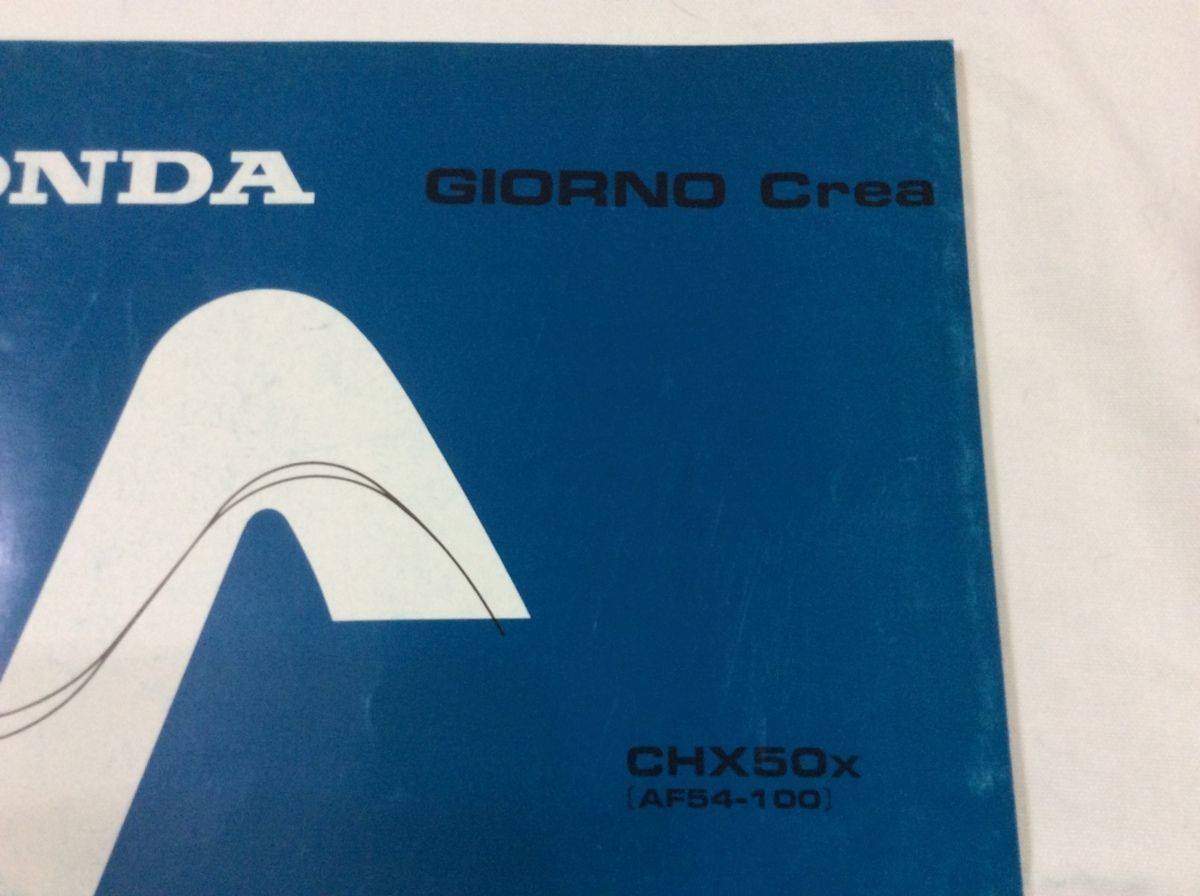 ONDA
GIORNO Crea
CHX50x
[AF54-100]